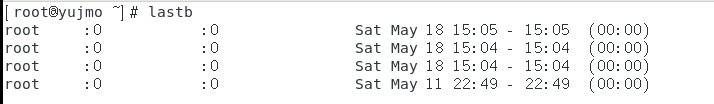 [root@yujmo ~]# lastb
root     :0           :0               Sat May 18 15:05 - 15:05  (00:00)
root     :0           :0               Sat May 18 15:04 - 15:04  (00:00)
root     :0           :0               Sat May 18 15:04 - 15:04  (00:00)
root     :0           :0               Sat May 11 22:49 - 22:49  (00:00)